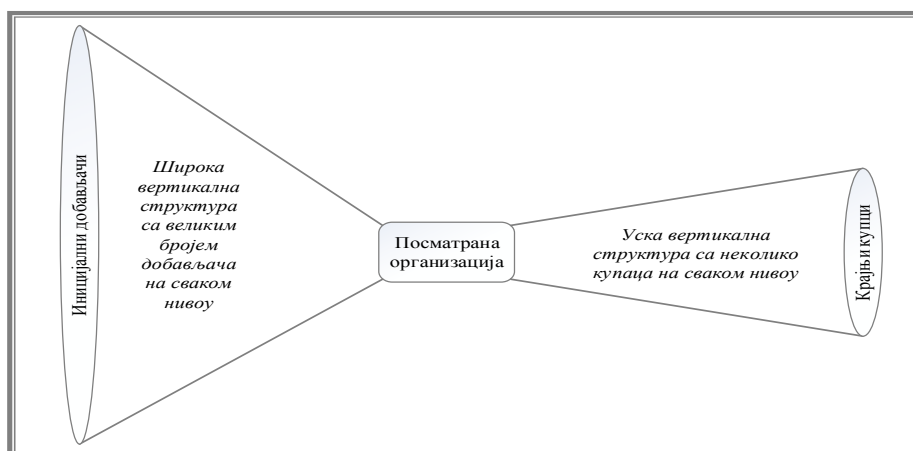 Иницијални добављачи
Широка
вертикална
структура
са великим
бројем
добављача
на сваком
нивоу
Посматрана
организација
Уска вертикална
структура са неколико
купаца на сваком нивоу
Крајњи купци